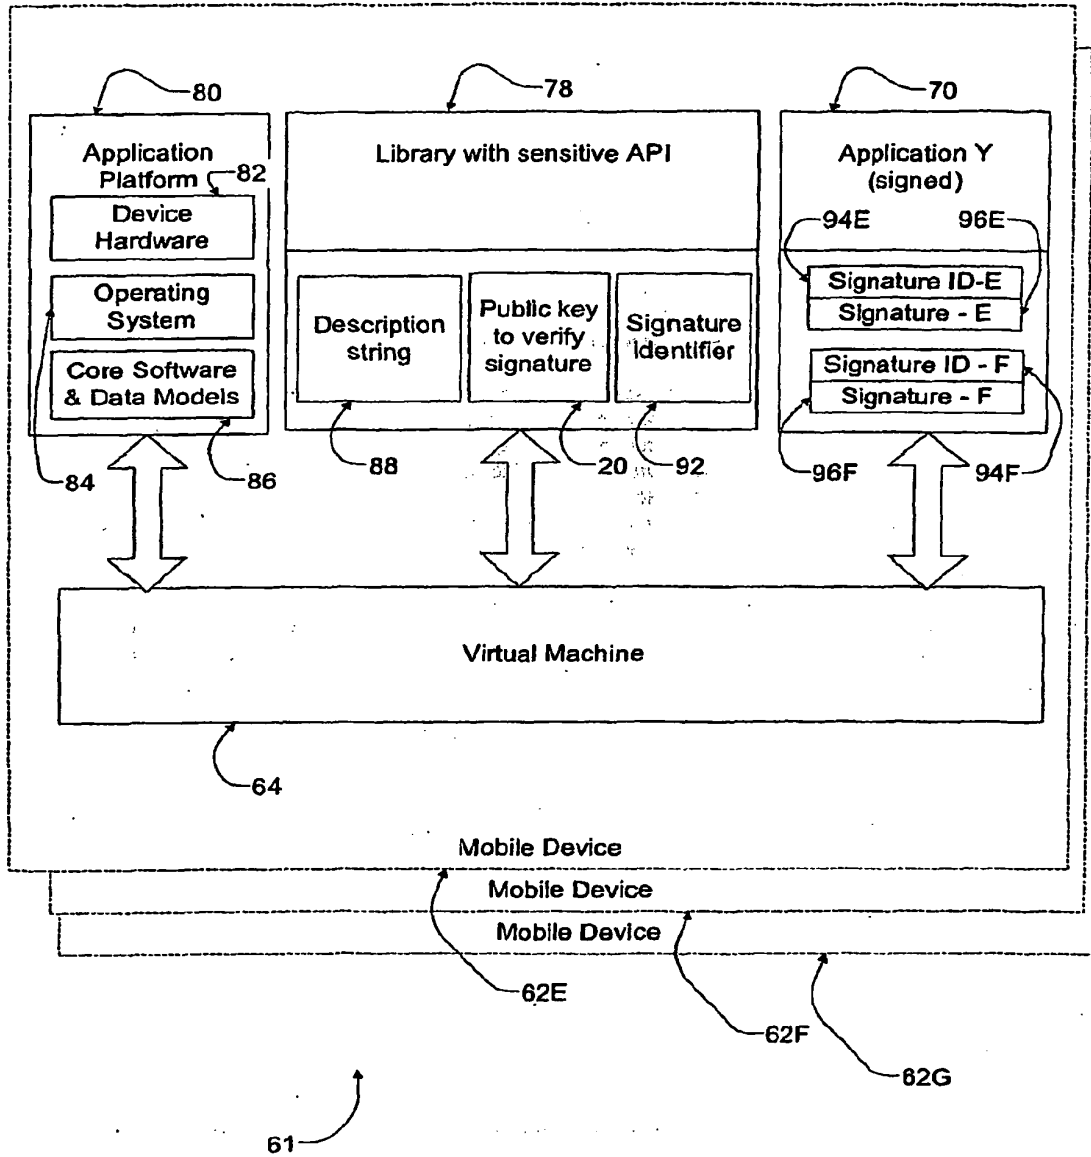 80
78
70
Application
Platform
82
Library with sensitive API
Application Y
(signed)
94E
96E
Device
Hardware
Operating
System
Core Software
& Data Models
Description
string
Public key
to verify
signature
Signature
Identifier
Signature ID-E
Signature - E
Signature ID - F
Signature - F
84
86
88
20
92
96F
94F
Virtual Machine
64
Mobile Device
Mobile Device
Mobile Device
62E
62F
62G
61